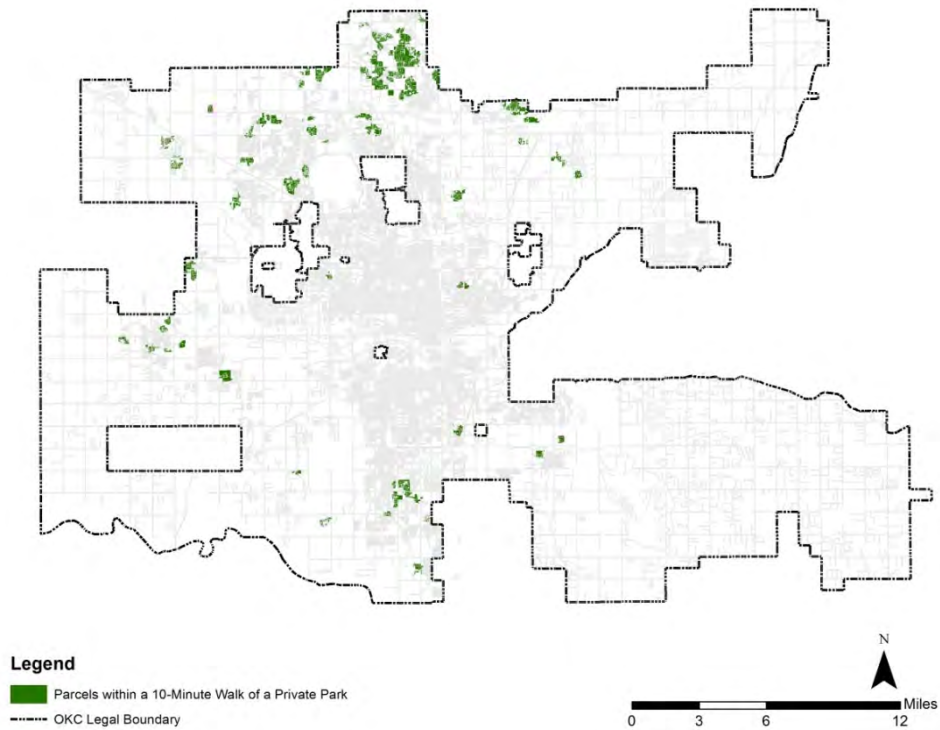 N
Legend
Parcels within a 10-Minute Walk of a Private Park
OKC Legal Boundary
Miles
0 3 6 12